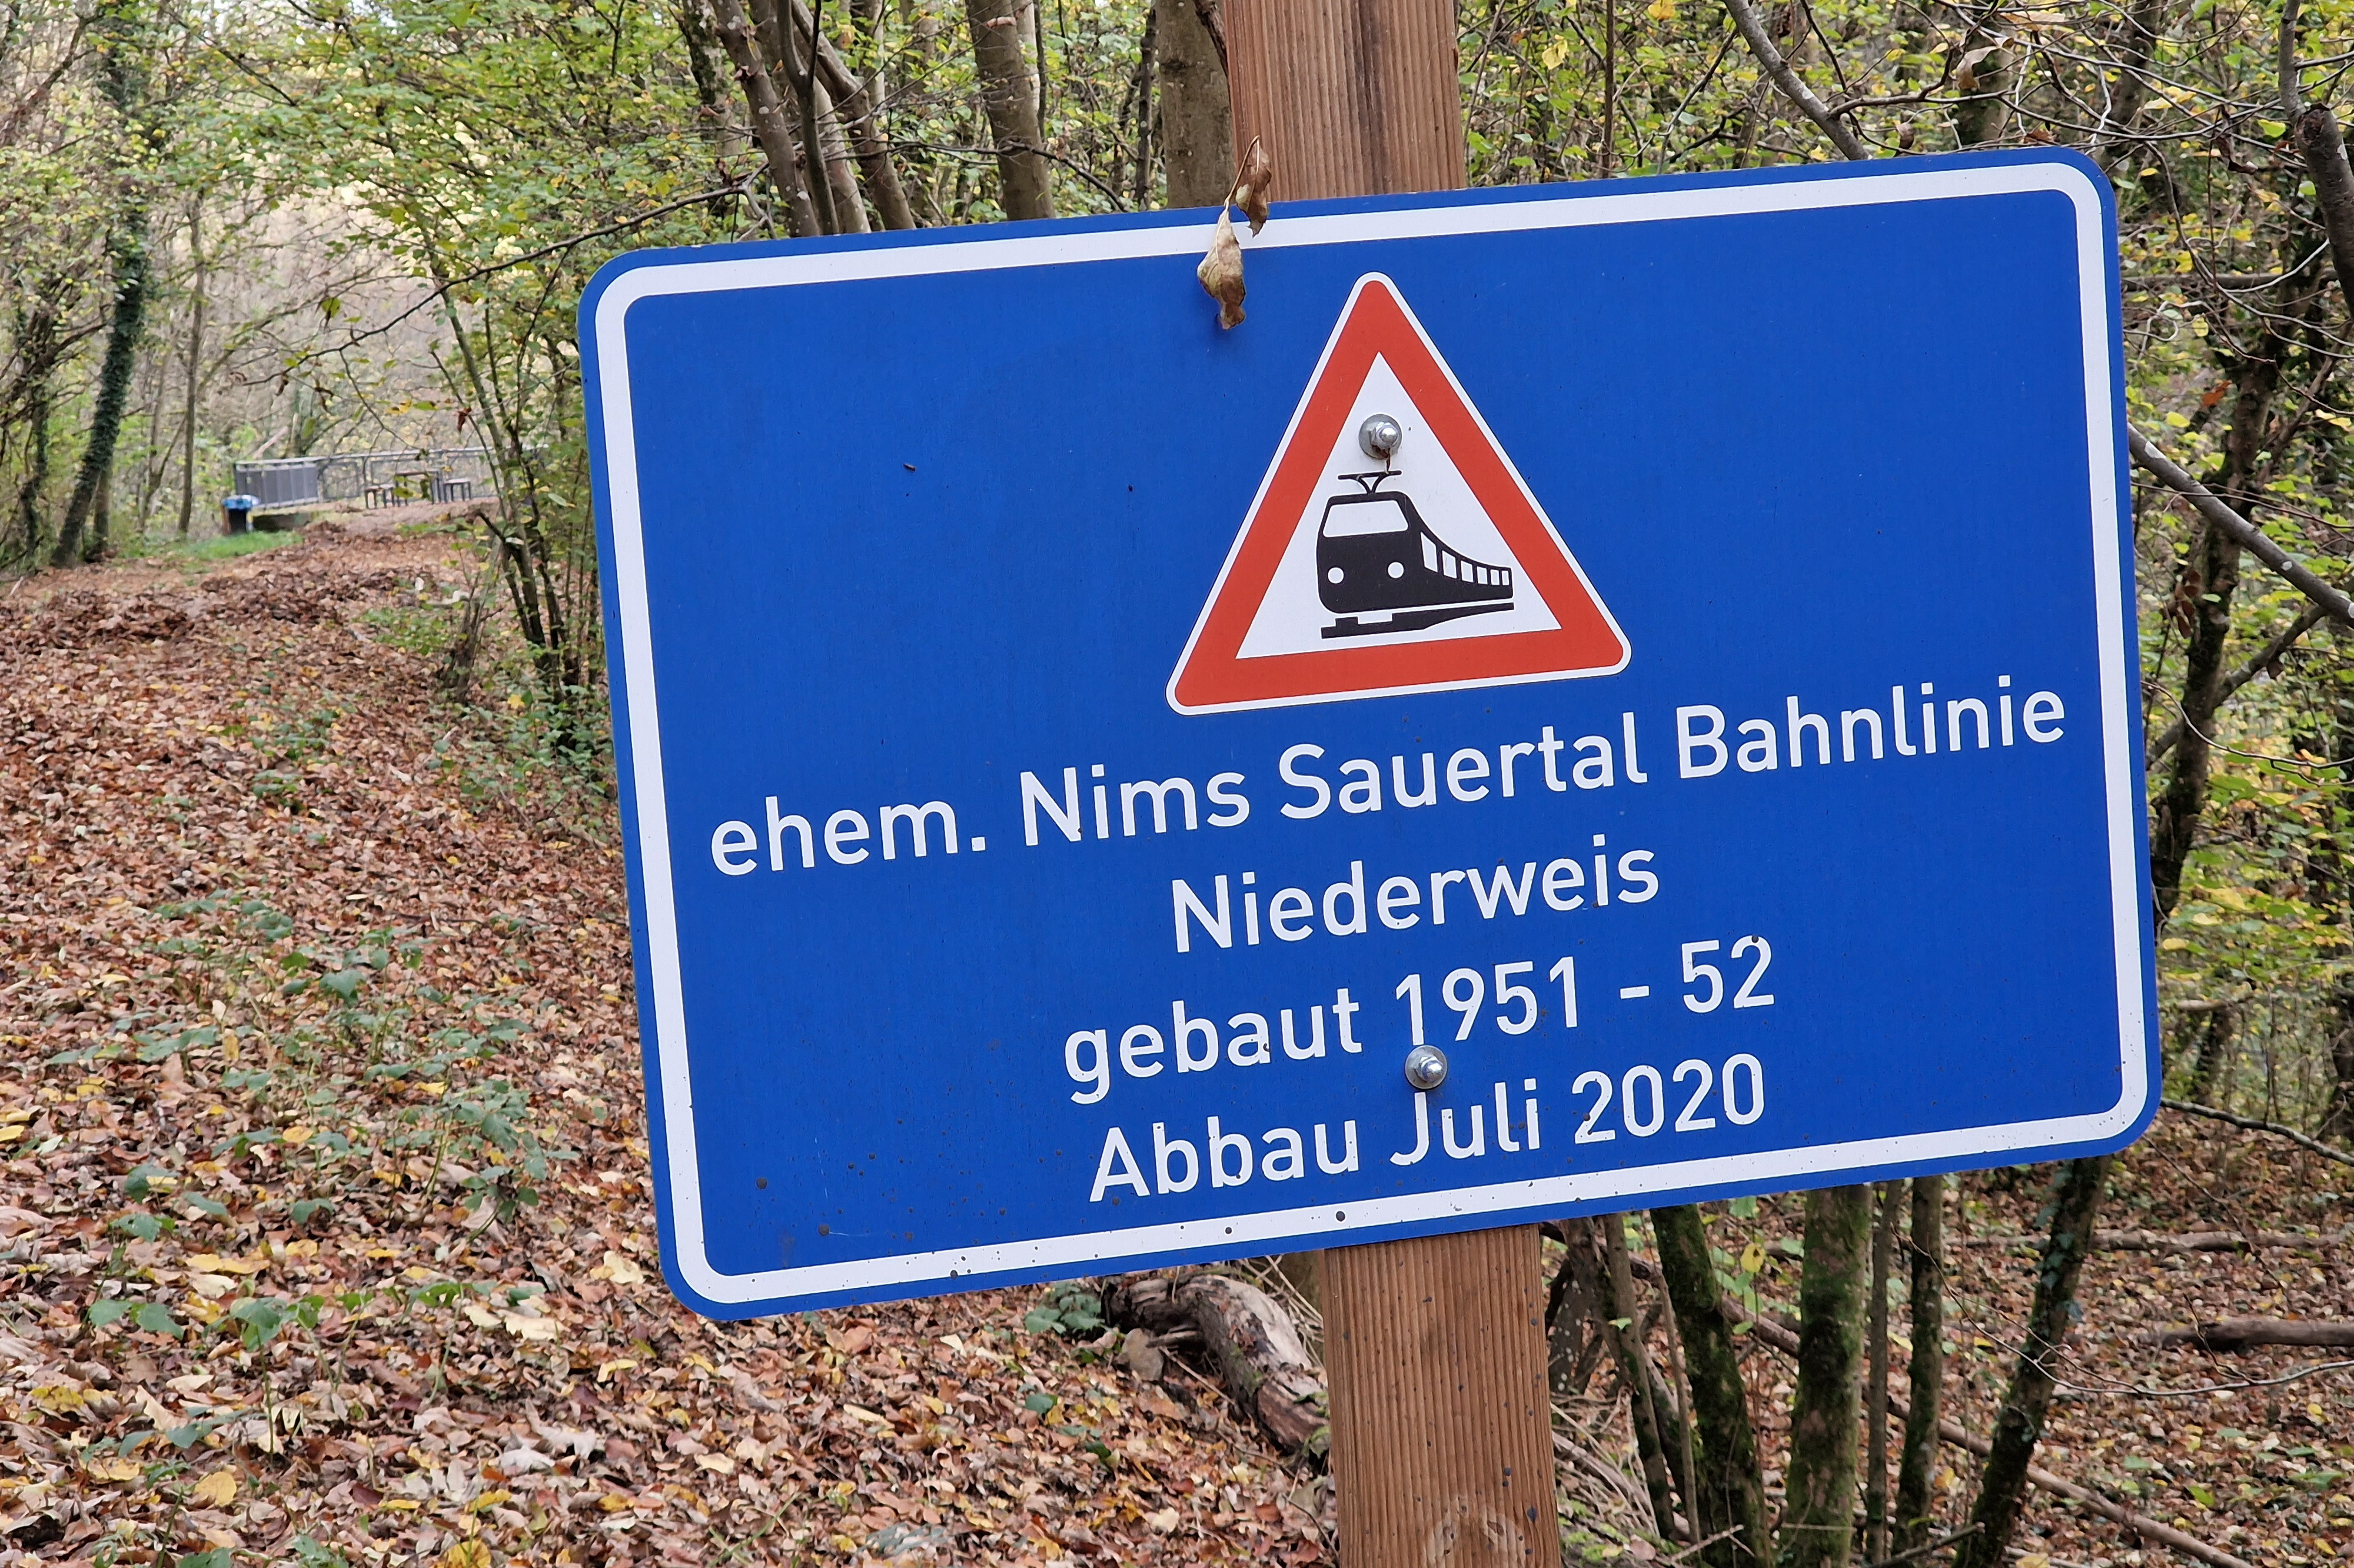 ehem. Nims Sauertal Bahnlinie
Niederweis
gebaut 1951 - 52
Abbau Juli 2020